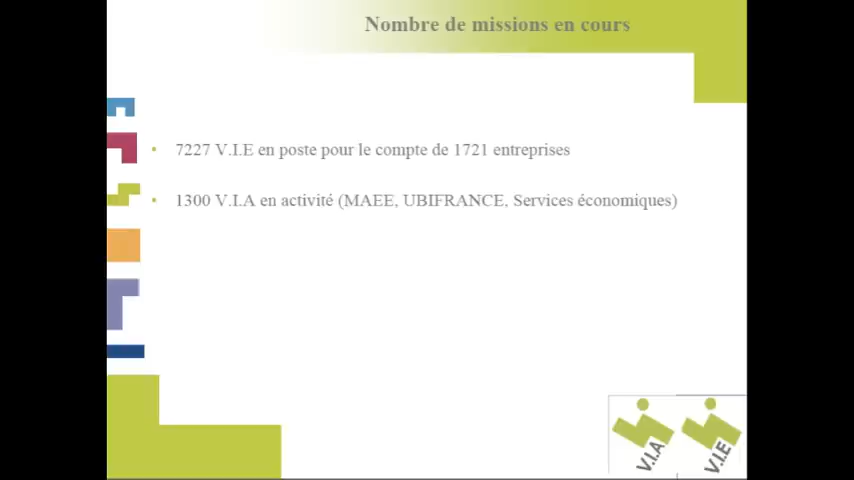 Nombre de missions en cours
7227 V.I.E en poste pour le compte de 1721 entreprises
1300 V.I.A en activité (MAEE, UBIFRANCE, Services économiques)
V.I.A
V.I.E